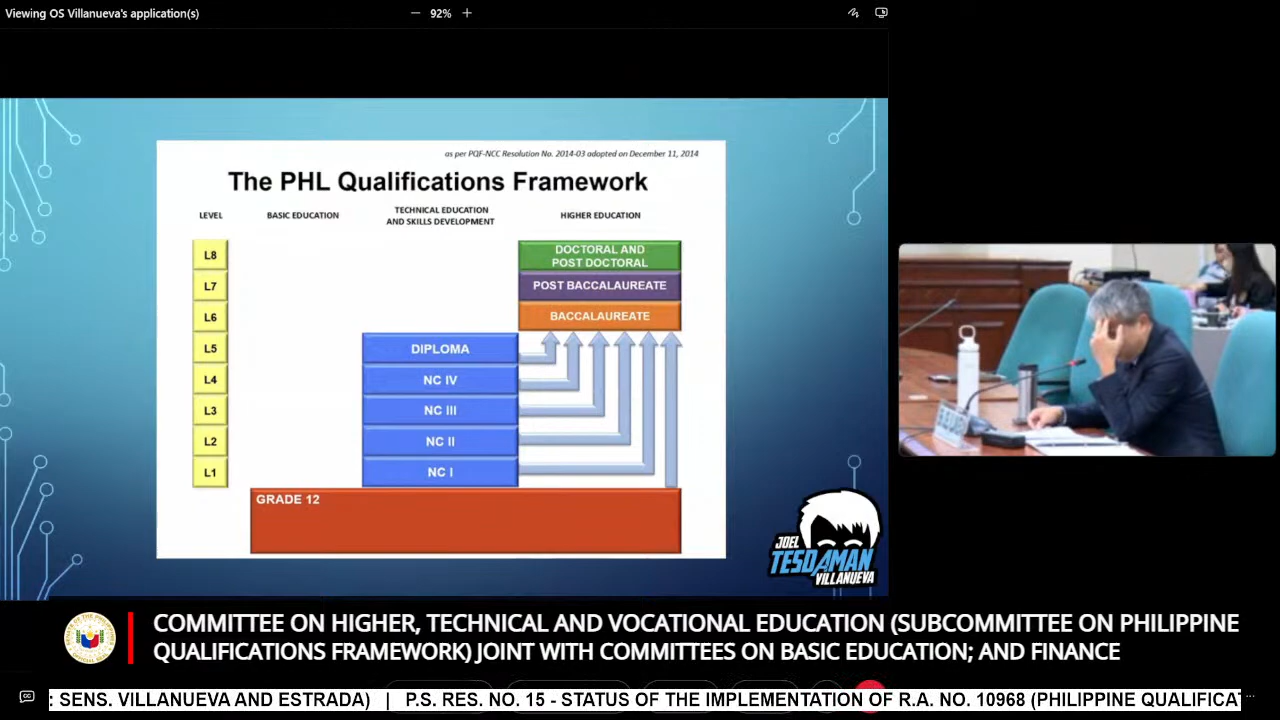 Viewing OS Villanueva's application(s)
92%
as per PQF-NCC Resolution No. 2014-03 adopted on December 11, 2014
The PHL Qualifications Framework
LEVEL
BASIC EDUCATION
TECHNICAL EDUCATION
AND SKILLS DEVELOPMENT
HIGHER EDUCATION
L8
DOCTORAL AND
POST DOCTORAL
L7
POST BACCALAUREATE
L6
BACCALAUREATE
L5
DIPLOMA
L4
NC IV
L3
NC III
L2
NC II
L1
NC I
GRADE 12
JOEL
TESDAMAN
VILLANUEVA
COMMITTEE ON HIGHER, TECHNICAL AND VOCATIONAL EDUCATION (SUBCOMMITTEE ON PHILIPPINE
QUALIFICATIONS FRAMEWORK) JOINT WITH COMMITTEES ON BASIC EDUCATION; AND FINANCE
: SENS. VILLANUEVA AND ESTRADA) | P.S. RES. NO. 15 - STATUS OF THE IMPLEMENTATION OF R.A. NO. 10968 (PHILIPPINE QUALIFICA